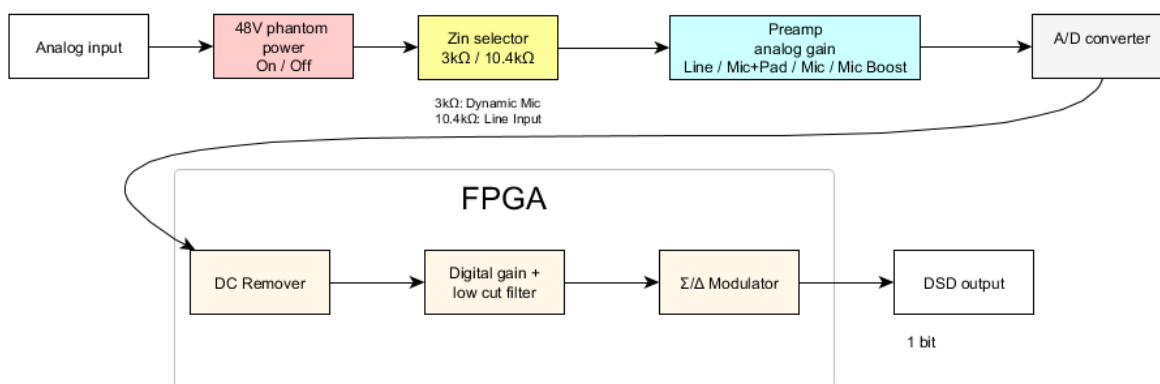 Analog input
48V phantom
power
On / Off
Zin selector
3kΩ / 10.4kΩ
Preamp
analog gain
Line / Mic+Pad / Mic / Mic Boost
A/D converter
3kΩ: Dynamic Mic
10.4kΩ: Line Input
FPGA
DC Remover
Digital gain +
low cut filter
Σ/Δ Modulator
DSD output
1 bit